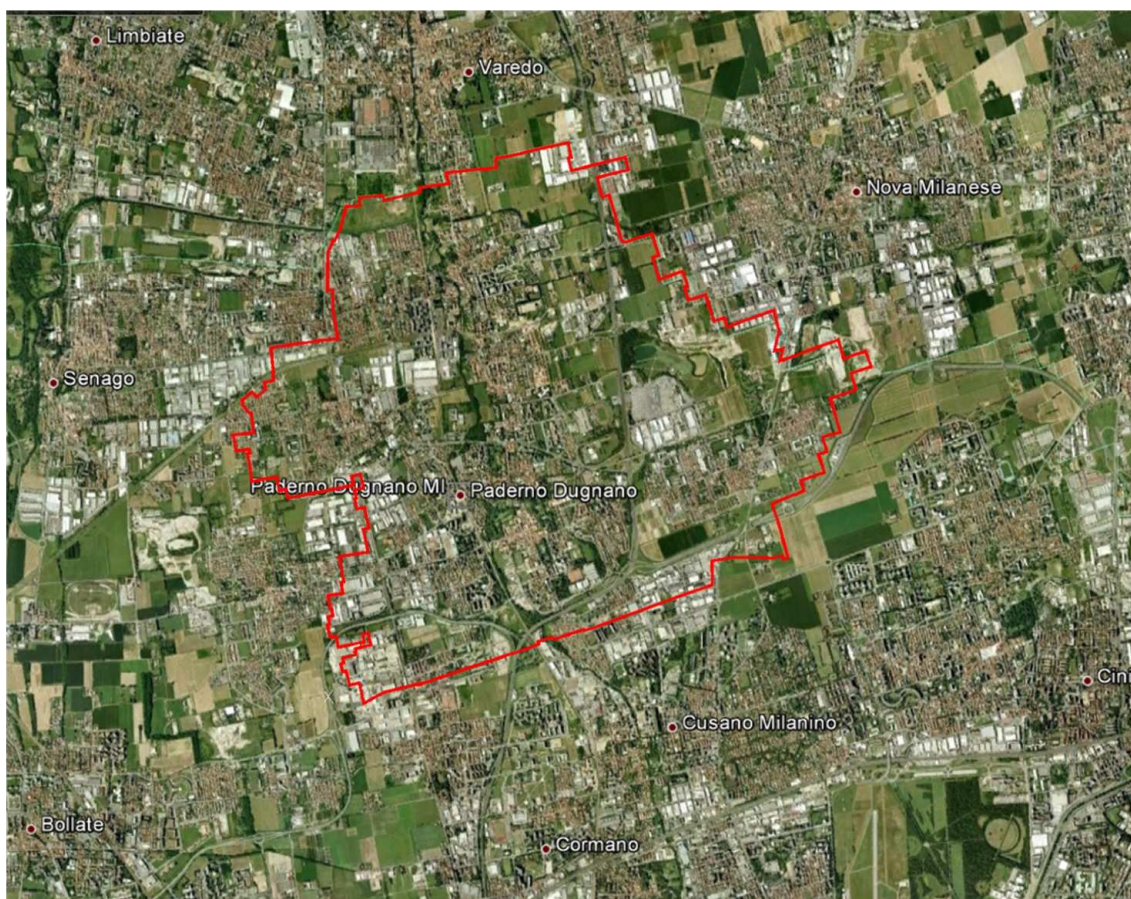 Limbiate
Varedo
Nova Milanese
Senago
Paderno Dugnano MI
Paderno Dugnano
Cini
Cusano Milanino
Bollate
Cormano